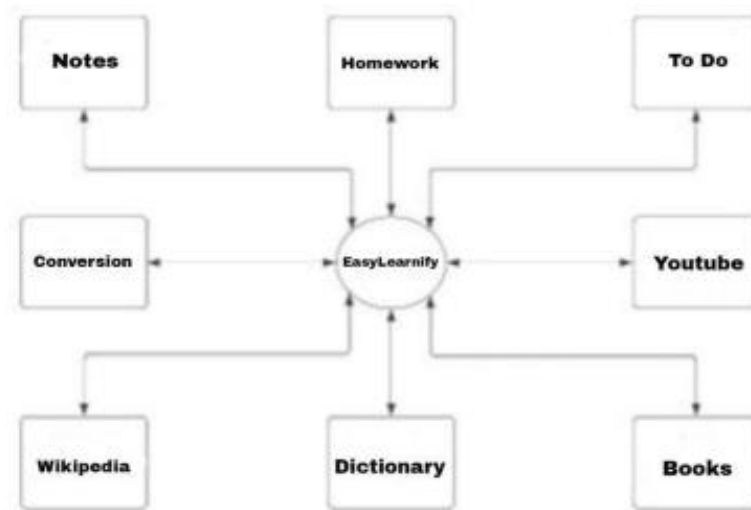 Notes
Homework
To Do
Conversion
EasyLearnify
Youtube
Wikipedia
Dictionary
Books